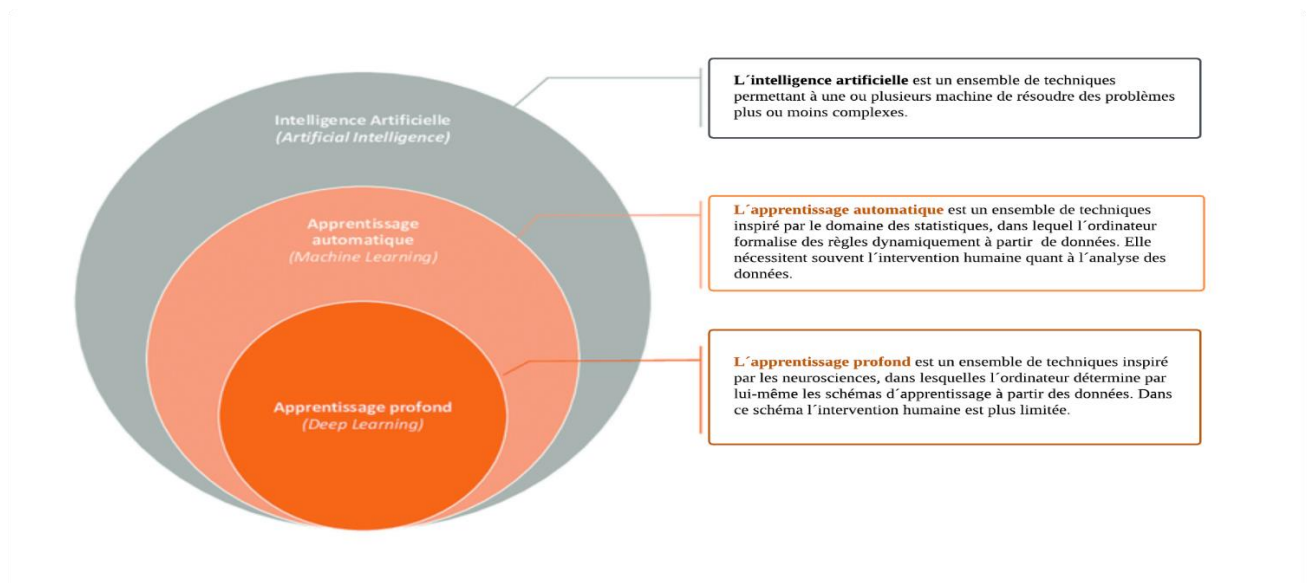 Intelligence Artificielle
(Artificial Intelligence)
L´intelligence artificielle est un ensemble de techniques
permettant à une ou plusieurs machine de résoudre des problèmes
plus ou moins complexes.
Apprentissage
automatique
(Machine Learning)
L´apprentissage automatique est un ensemble de techniques
inspiré par le domaine des statistiques, dans lequel l´ordinateur
formalise des règles dynamiquement à partir de données. Elle
nécessitent souvent l´intervention humaine quant à l´analyse des
données.
Apprentissage profond
(Deep Learning)
L´apprentissage profond est un ensemble de techniques inspiré
par les neurosciences, dans lesquelles l´ordinateur détermine par
lui-même les schémas d´apprentissage à partir des données. Dans
ce schéma l´intervention humaine est plus limitée.